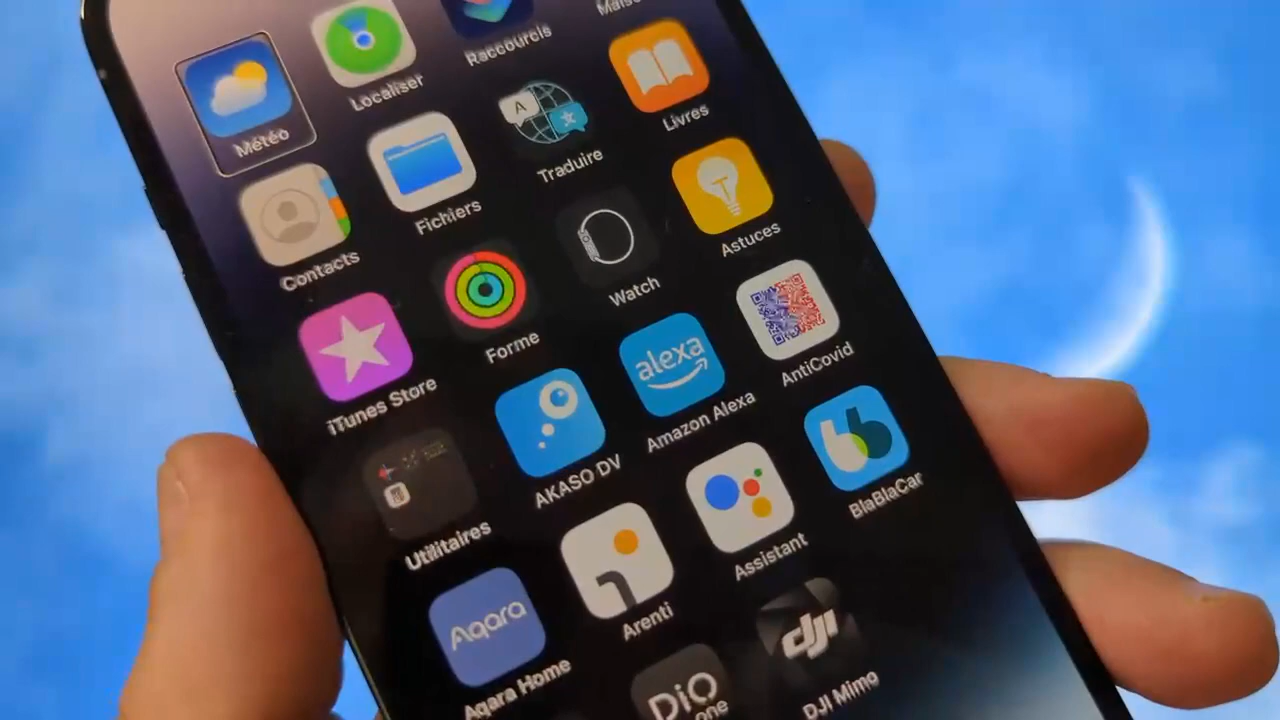 Météo
Localiser
Raccourcis
Contacts
Fichiers
A
Traduire
Livres
iTunes Store
Forme
Watch
Astuces
Utilitaires
AKASO DV
alexa
Amazon Alexa
AntiCovid
Aqara
Aqara Home
Arenti
Assistant
BlaBlaCar
DiO
one
dji
DJI Mimo